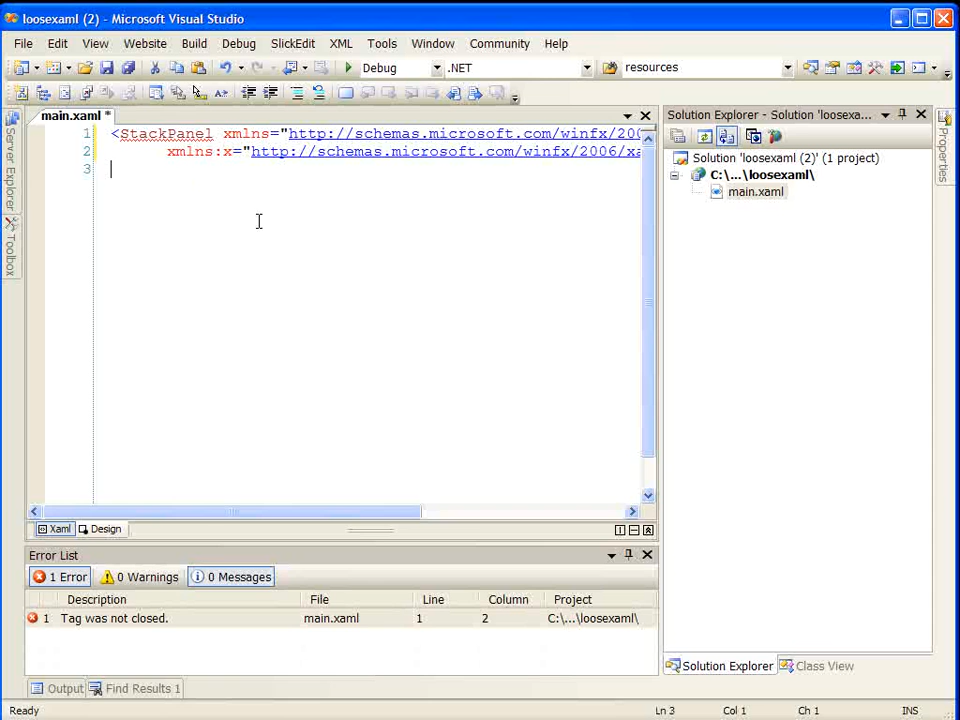 loosexaml (2) - Microsoft Visual Studio
File Edit View Website Build Debug SlickEdit XML Tools Window Community Help
Debug .NET resources
main.xaml *
Server Explorer
Toolbox
1 <StackPanel xmlns="http://schemas.microsoft.com/winfx/200
2 xmlns:x="http://schemas.microsoft.com/winfx/2006/xa
3
Xaml Design
Solution Explorer - Solution 'loosexa...
Solution 'loosexaml (2)' (1 project)
C:\...\loosexaml\
main.xaml
Properties
Error List
1 Error 0 Warnings 0 Messages
Description File Line Column Project
1 Tag was not closed. main.xaml 1 2 C:\...\loosexaml\
Solution Explorer Class View
Output Find Results 1
Ready Ln 3 Col 1 Ch 1 INS